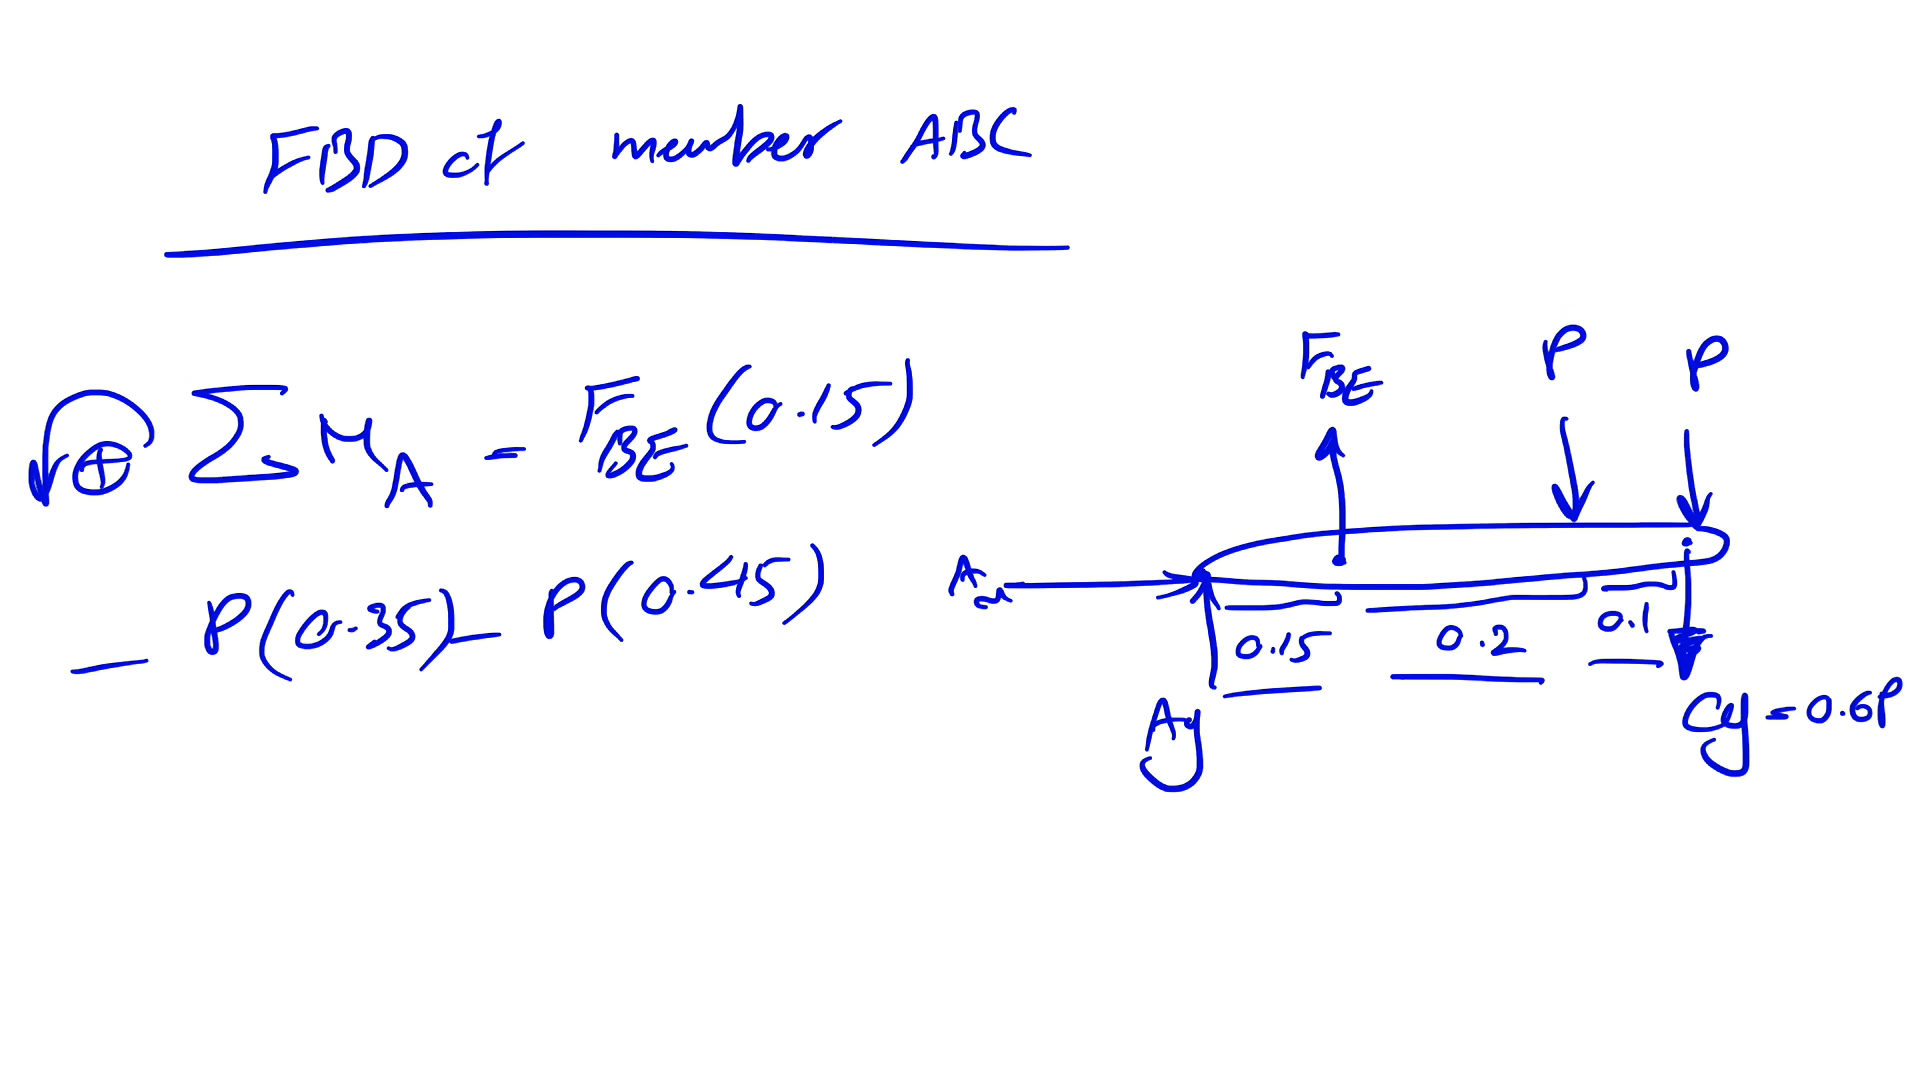 FBD of member ABC
⊕ ∑M_A = F_BE (0.15)
— P(0.35) — P(0.45)
F_BE
P
P
A_x
0.15
0.2
0.1
A_y
C_y = 0.6P